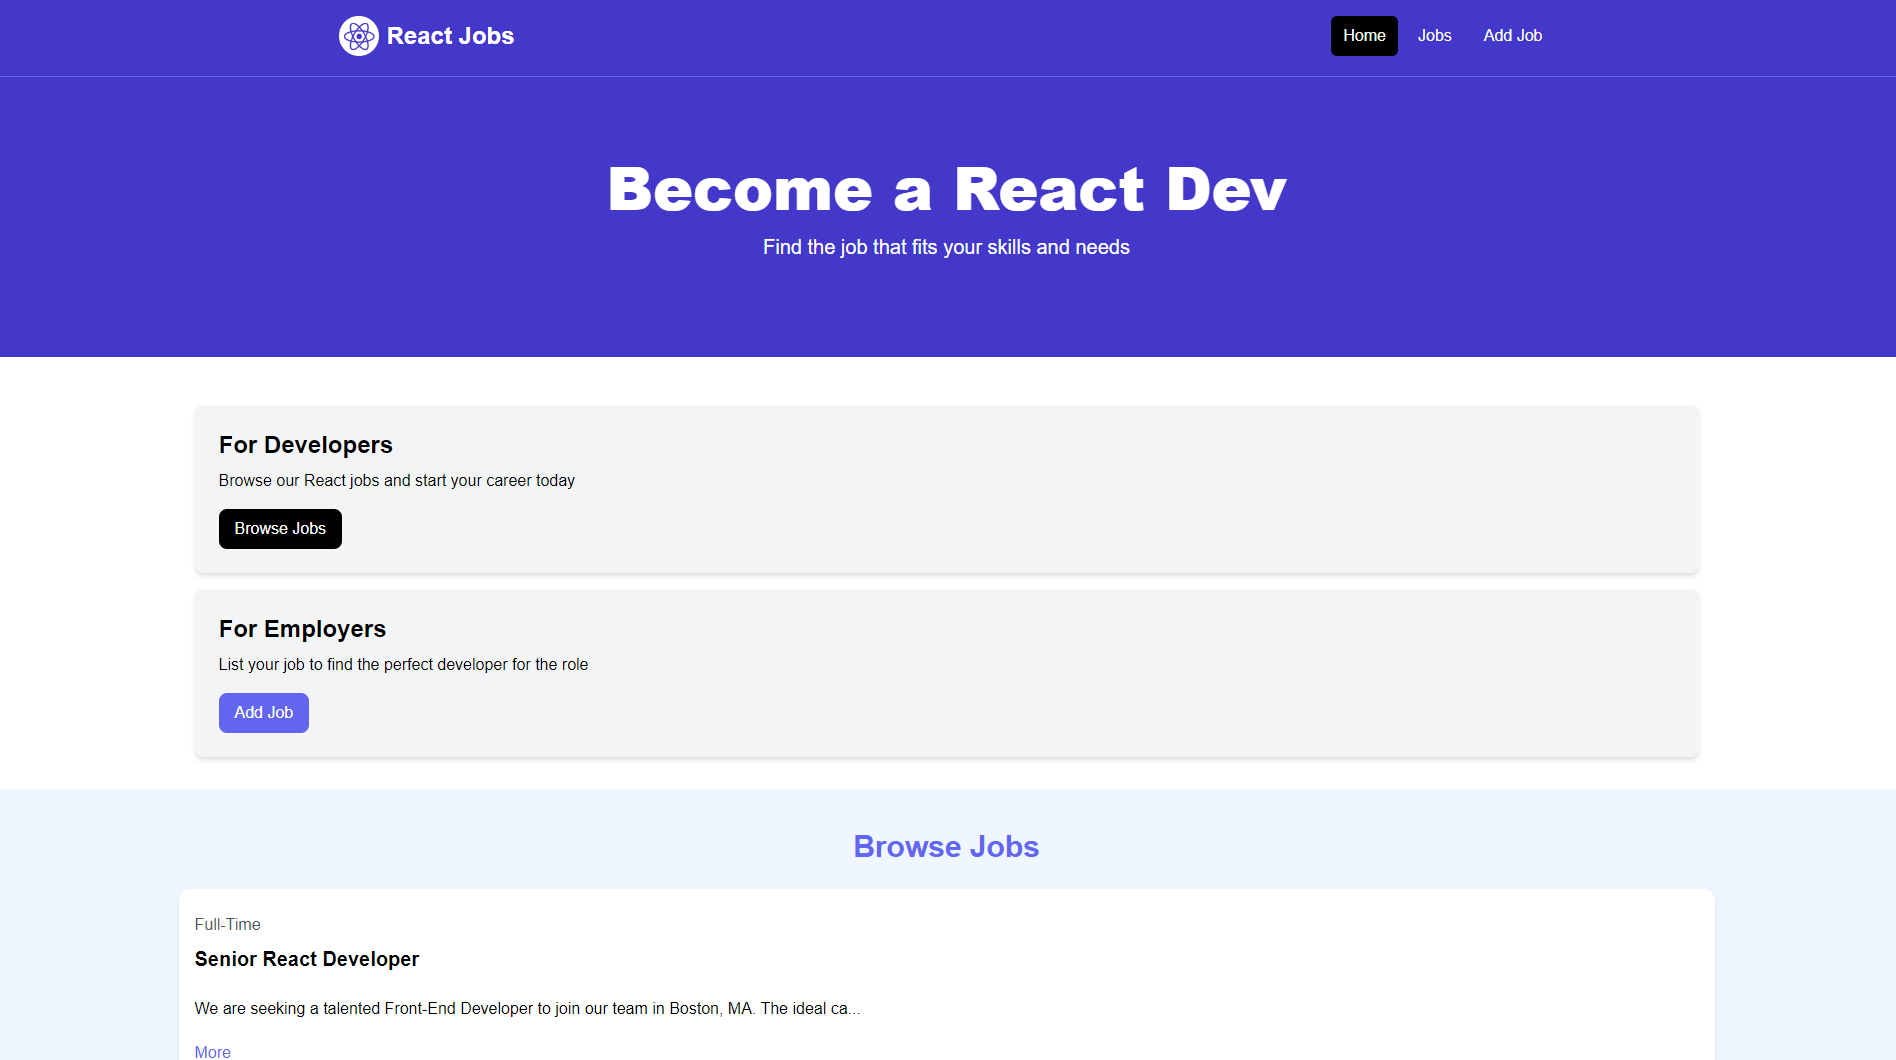 React Jobs
Home Jobs Add Job
Become a React Dev
Find the job that fits your skills and needs
For Developers
Browse our React jobs and start your career today
Browse Jobs
For Employers
List your job to find the perfect developer for the role
Add Job
Browse Jobs
Full-Time
Senior React Developer
We are seeking a talented Front-End Developer to join our team in Boston, MA. The ideal ca...
More